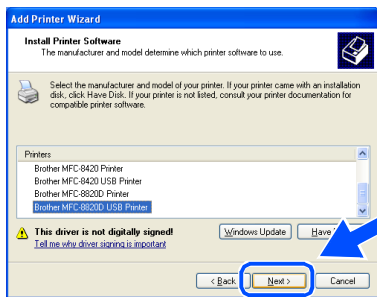 Add Printer Wizard
Install Printer Software
The manufacturer and model determine which printer software to use.
Select the manufacturer and model of your printer. If your printer came with an installation
disk, click Have Disk. If your printer is not listed, consult your printer documentation for
compatible printer software.
Printers
Brother MFC-8420 Printer
Brother MFC-8420 USB Printer
Brother MFC-8820D Printer
Brother MFC-8820D USB Printer
This driver is not digitally signed!
Tell me why driver signing is important
Windows Update
Have
< Back
Next >
Cancel